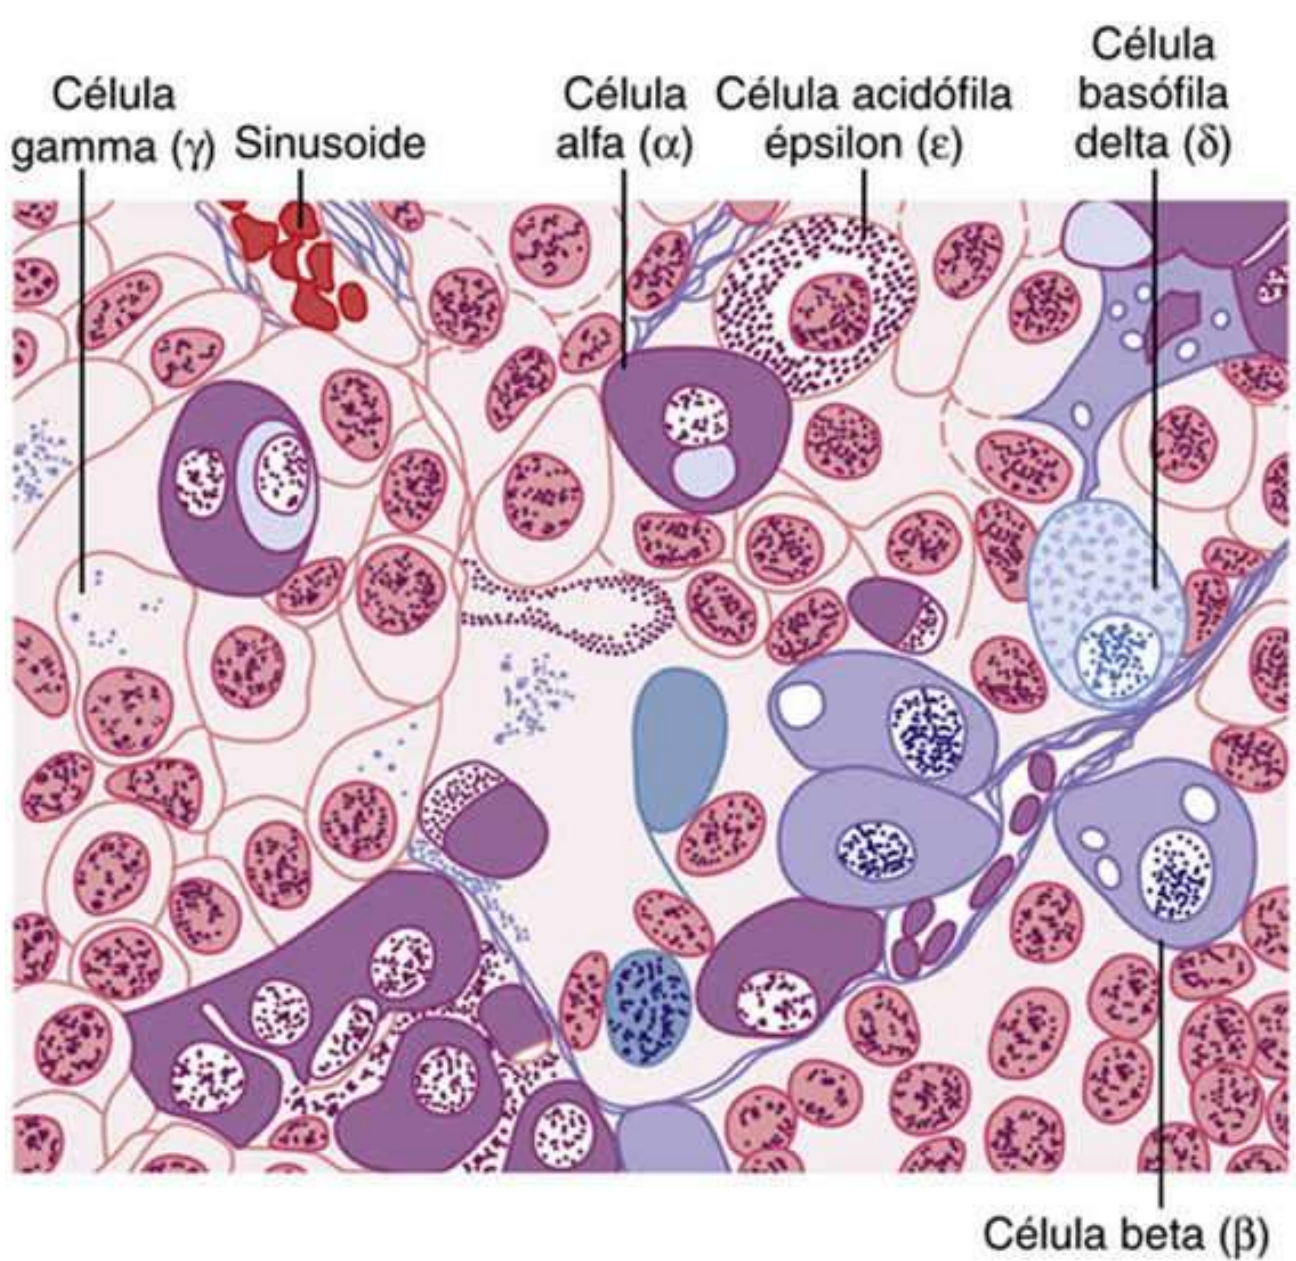 Célula
gamma (γ)
Sinusoide
Célula
alfa (α)
Célula acidófila
épsilon (ε)
Célula
basófila
delta (δ)
Célula beta (β)